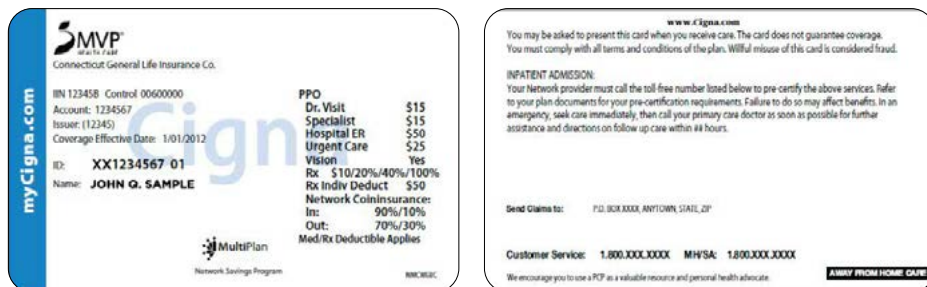 MVP®
HEALTH CARE
Connecticut General Life Insurance Co.
myCigna.com
Cigna
IIN 123458 Control 00600000
Account: 1234567
Issuer: (12345)
Coverage Effective Date: 1/01/2012
ID: XX1234567 01
Name: JOHN Q. SAMPLE
PPO
Dr. Visit $15
Specialist $15
Hospital ER $50
Urgent Care $25
Vision Yes
Rx $10/20%/40%/100%
Rx Indiv Deduct $50
Network Coinsurance:
In: 90%/10%
Out: 70%/30%
Med/Rx Deductible Applies
MultiPlan
Network Savings Program
www.Cigna.com
You may be asked to present this card when you receive care. The card does not guarantee coverage.
You must comply with all terms and conditions of the plan. Willful misuse of this card is considered fraud.
INPATIENT ADMISSION:
Your Network provider must call the toll-free number listed below to pre-certify the above services. Refer
to your plan documents for your pre-certification requirements. Failure to do so may affect benefits. In an
emergency, seek care immediately, then call your primary care doctor as soon as possible for further
assistance and directions on follow up care within ## hours.
Send Claims to: P.O. BOX XXXX, ANYTOWN, STATE, ZIP
Customer Service: 1.800.XXX.XXXX MH/SA: 1.800.XXX.XXXX
We encourage you to use a PCP as a valuable resource and personal health advocate.
AWAY FROM HOME CARE